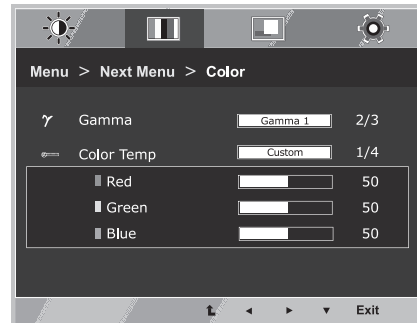 Menu > Next Menu > Color
γ Gamma Gamma 1 2/3
Color Temp Custom 1/4
Red 50
Green 50
Blue 50
Exit